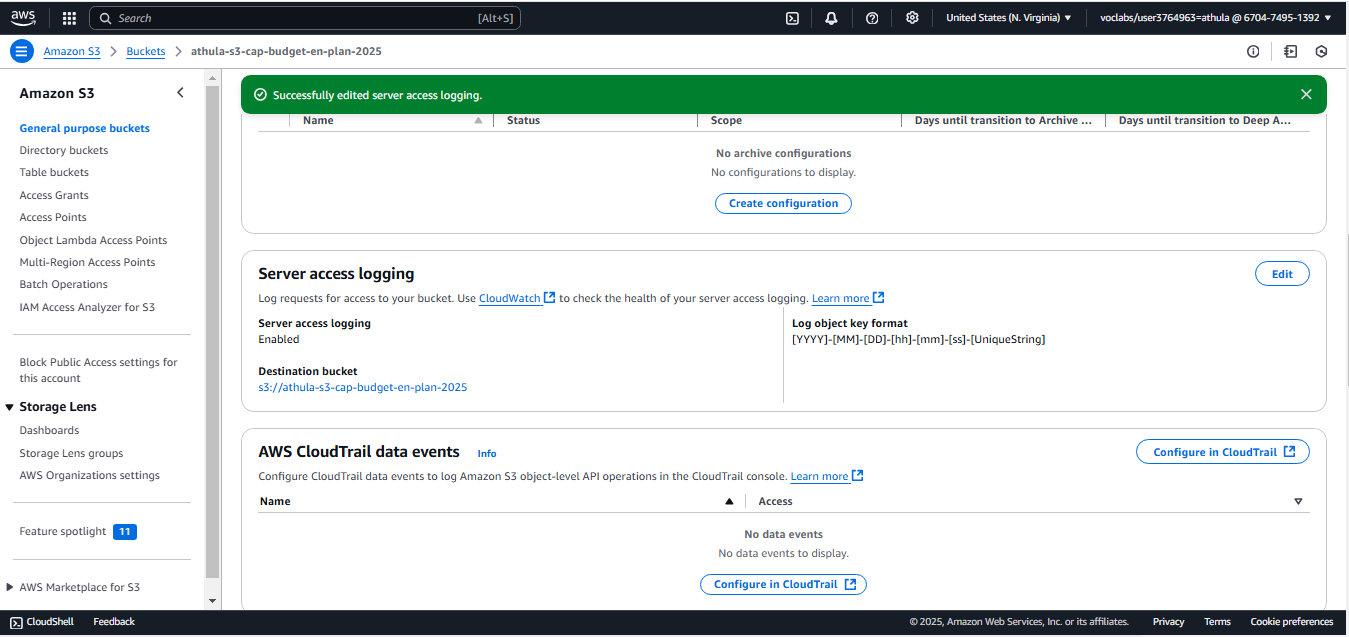 aws
Search [Alt+S]
United States (N. Virginia) voclabs/user3764963=athula @ 6704-7495-1392
Amazon S3 > Buckets > athula-s3-cap-budget-en-plan-2025
Amazon S3
General purpose buckets
Directory buckets
Table buckets
Access Grants
Access Points
Object Lambda Access Points
Multi-Region Access Points
Batch Operations
IAM Access Analyzer for S3
Block Public Access settings for
this account
Storage Lens
Dashboards
Storage Lens groups
AWS Organizations settings
Feature spotlight 11
AWS Marketplace for S3
Successfully edited server access logging.
Name Status Scope Days until transition to Archive ... Days until transition to Deep A...
No archive configurations
No configurations to display.
Create configuration
Server access logging
Edit
Log requests for access to your bucket. Use CloudWatch to check the health of your server access logging. Learn more
Server access logging
Enabled
Destination bucket
s3://athula-s3-cap-budget-en-plan-2025
Log object key format
[YYYY]-[MM]-[DD]-[hh]-[mm]-[ss]-[UniqueString]
AWS CloudTrail data events Info
Configure in CloudTrail
Configure CloudTrail data events to log Amazon S3 object-level API operations in the CloudTrail console. Learn more
Name Access
No data events
No data events to display.
Configure in CloudTrail
CloudShell Feedback © 2025, Amazon Web Services, Inc. or its affiliates. Privacy Terms Cookie preferences